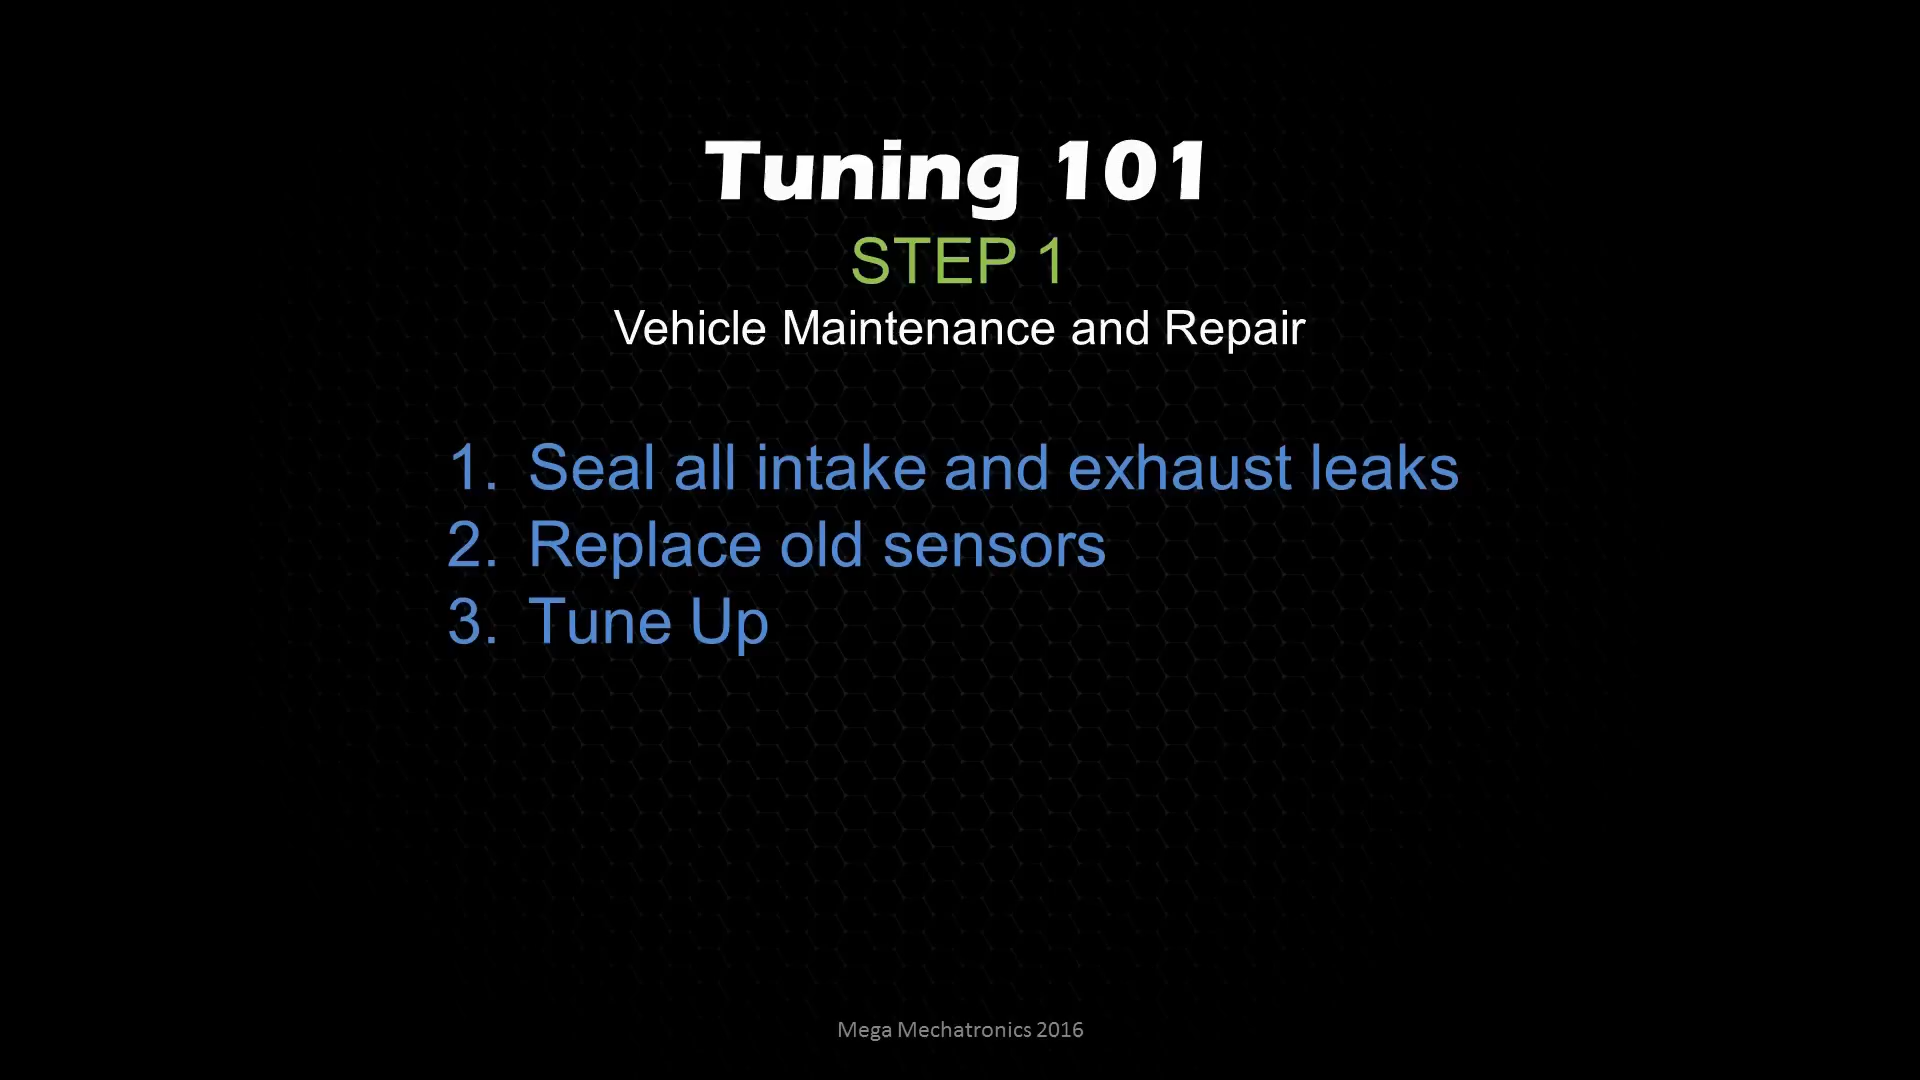 Tuning 101
STEP 1
Vehicle Maintenance and Repair
1. Seal all intake and exhaust leaks
2. Replace old sensors
3. Tune Up
Mega Mechatronics 2016